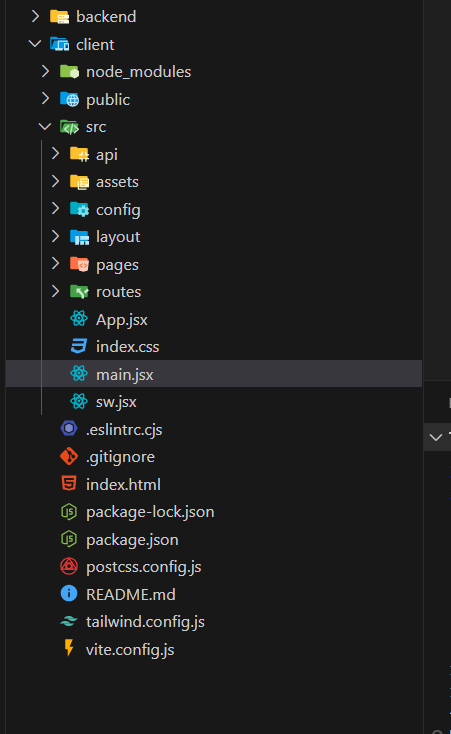 backend
client
node_modules
public
src
api
assets
config
layout
pages
routes
App.jsx
index.css
main.jsx
sw.jsx
.eslintrc.cjs
.gitignore
index.html
package-lock.json
package.json
postcss.config.js
README.md
tailwind.config.js
vite.config.js